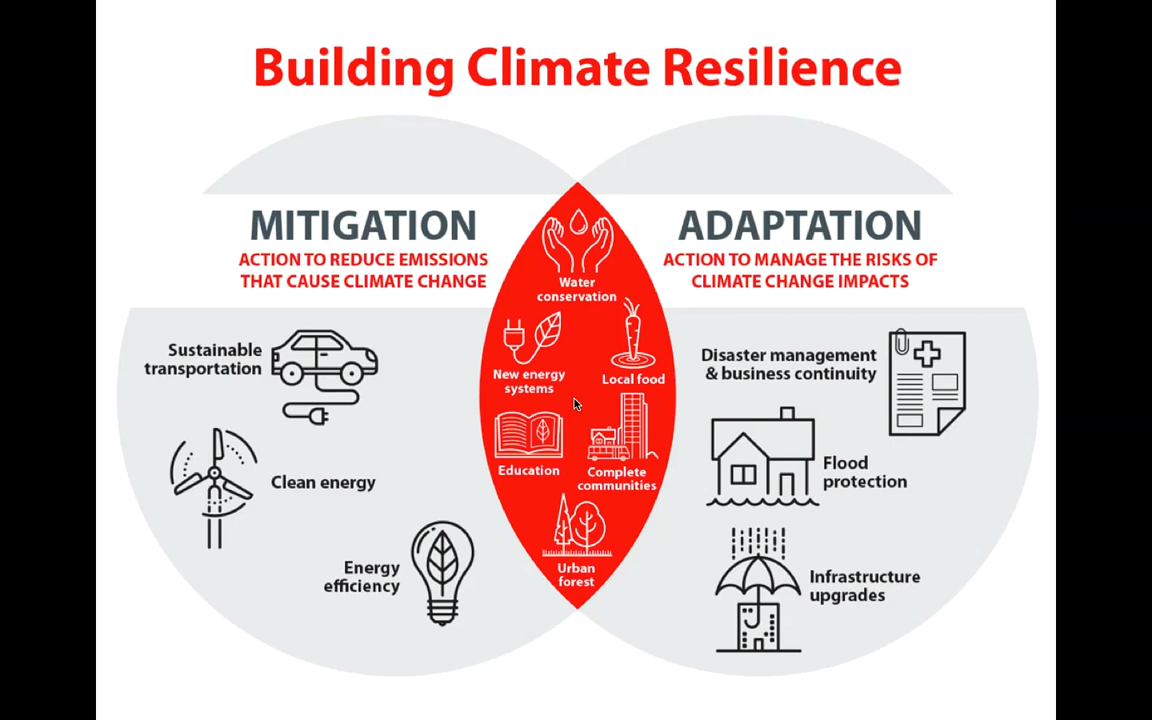 Building Climate Resilience
MITIGATION
ACTION TO REDUCE EMISSIONS
THAT CAUSE CLIMATE CHANGE
Sustainable
transportation
Clean energy
Energy
efficiency
Water
conservation
New energy
systems
Local food
Education
Complete
communities
Urban
forest
ADAPTATION
ACTION TO MANAGE THE RISKS OF
CLIMATE CHANGE IMPACTS
Disaster management
& business continuity
Flood
protection
Infrastructure
upgrades